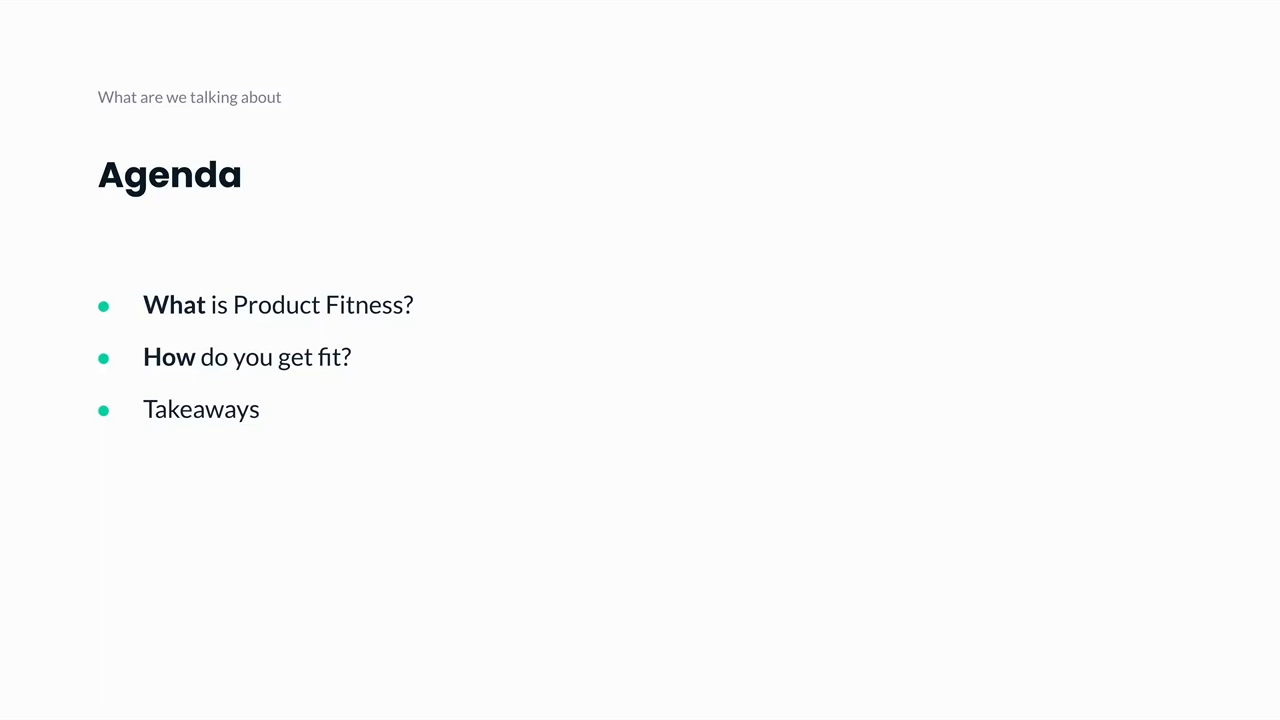 What are we talking about
Agenda
What is Product Fitness?
How do you get fit?
Takeaways